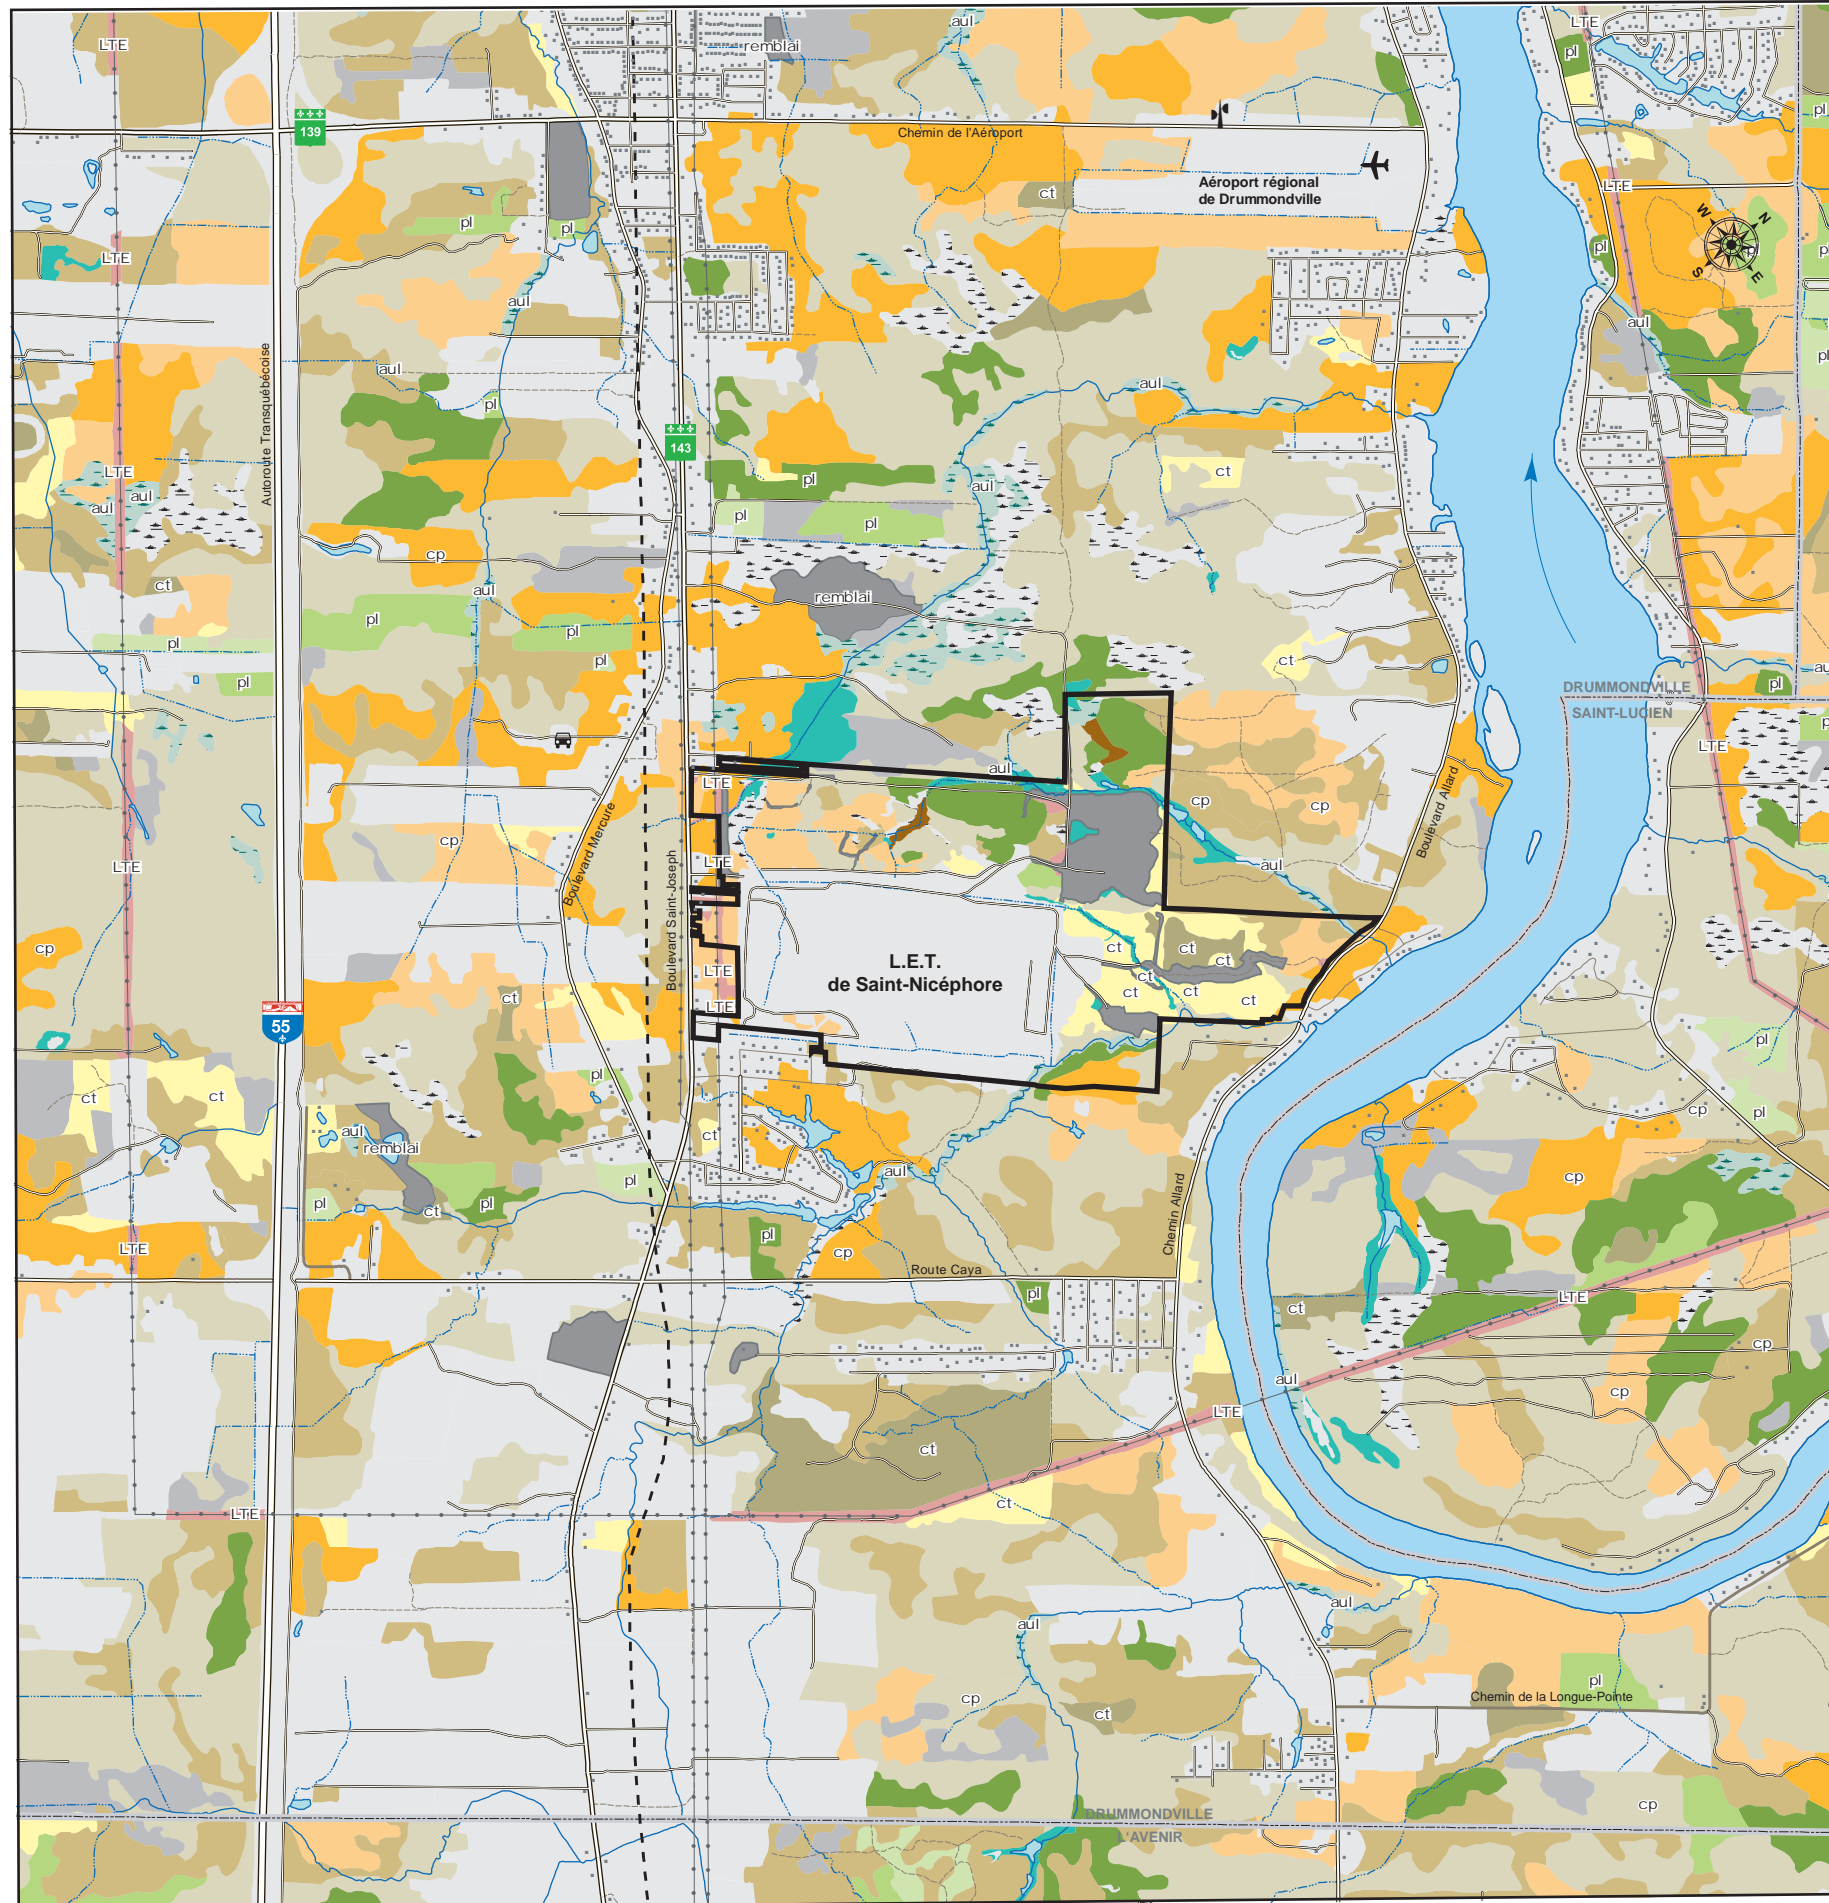 LTE
aul
LTE
remblai
pl
139
Chemin de l'Aéroport
pl
Aéroport régional
de Drummondville
LTE
ct
pl
pl
W
N
S
E
pl
pl
pl
LTE
aul
aul
Autoroute Transquébécoise
aul
aul
pl
pl
143
LTE
aul
aul
pl
aul
ct
pl
pl
cp
ct
aul
remblai
pl
pl
pl
pl
pl
ct
aul
pl
DRUMMONDVILLE
SAINT-LUCIEN
LTE
aul
LTE
cp
cp
Boulevard Mercure
Boulevard Allard
LTE
cp
LTE
aul
Boulevard Saint-Joseph
cp
L.E.T.
de Saint-Nicéphore
ct
ct
ct
ct
ct
ct
ct
LTE
LTE
ct
55
pl
pl
ct
ct
cp
pl
aul
remblai
ct
aul
pl
pl
pl
ct
cp
Chemin Allard
LTE
pl
cp
Route Caya
pl
ct
LTE
cp
aul
cp
LTE
ct
ct
LTE
aul
aul
pl
cp
Chemin de la Longue-Pointe
ct
cp
DRUMMONDVILLE
L'AVENIR